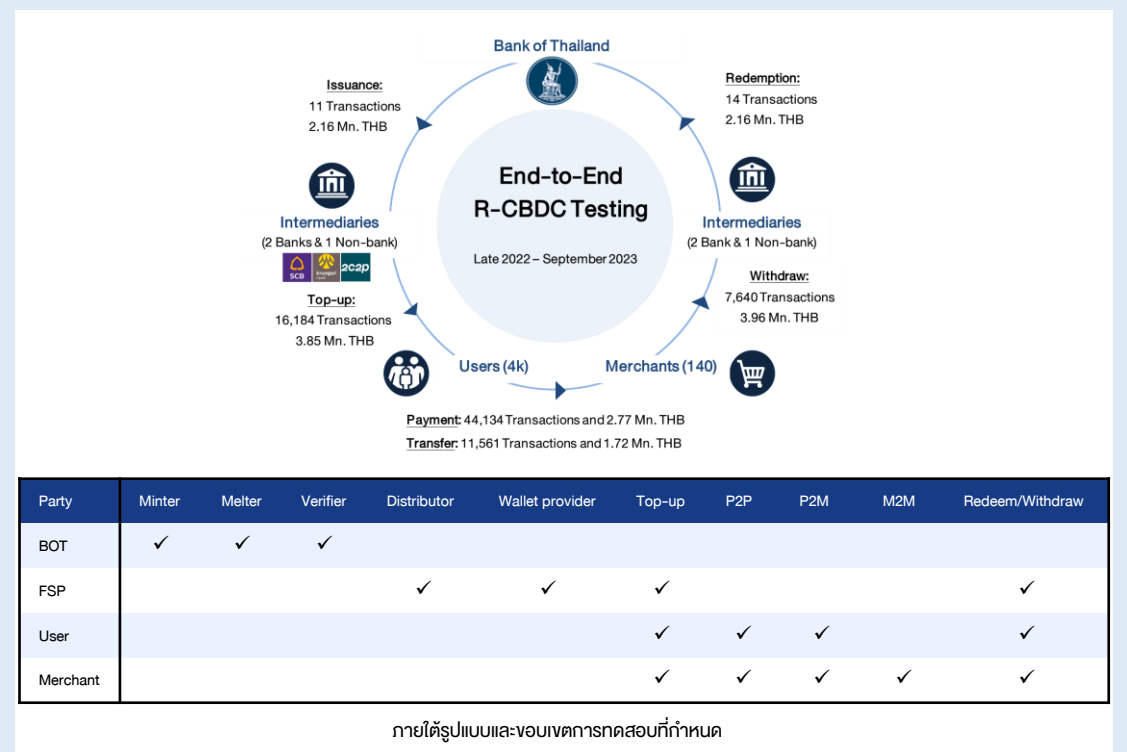 Bank of Thailand
Issuance:
11 Transactions
2.16 Mn. THB
Redemption:
14 Transactions
2.16 Mn. THB
End-to-End
R-CBDC Testing
Late 2022 – September 2023
Intermediaries
(2 Banks & 1 Non-bank)
SCB krungsri 2c2p
Intermediaries
(2 Bank & 1 Non-bank)
Top-up:
16,184 Transactions
3.85 Mn. THB
Withdraw:
7,640 Transactions
3.96 Mn. THB
Users (4k)
Merchants (140)
Payment: 44,134 Transactions and 2.77 Mn. THB
Transfer: 11,561 Transactions and 1.72 Mn. THB
Party Minter Melter Verifier Distributor Wallet provider Top-up P2P P2M M2M Redeem/Withdraw
BOT ✓ ✓ ✓
FSP ✓ ✓ ✓ ✓
User ✓ ✓ ✓ ✓
Merchant ✓ ✓ ✓ ✓ ✓
ภายใต้รูปแบบและขอบเขตการทดสอบที่กำหนด